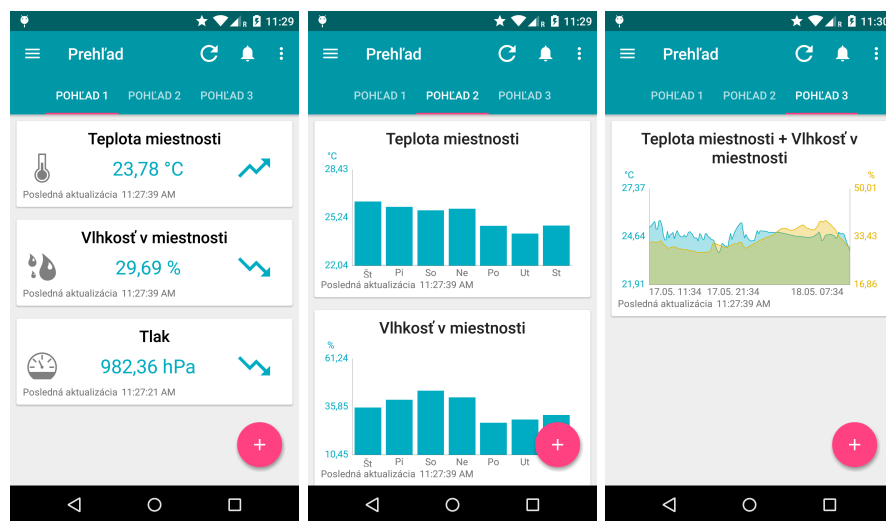 R 11:29
Prehľad
POHĽAD 1 POHĽAD 2 POHĽAD 3
Teplota miestnosti
23,78 °C
Posledná aktualizácia 11:27:39 AM
Vlhkosť v miestnosti
29,69 %
Posledná aktualizácia 11:27:39 AM
Tlak
982,36 hPa
Posledná aktualizácia 11:27:21 AM
+
R 11:29
Prehľad
POHĽAD 1 POHĽAD 2 POHĽAD 3
Teplota miestnosti
°C
28,43
25,24
22,04
Št Pi So Ne Po Ut St
Posledná aktualizácia 11:27:39 AM
Vlhkosť v miestnosti
%
61,24
35,85
10,45
Št Pi So Ne Po Ut
Posledná aktualizácia 11:27:39 AM
+
R 11:30
Prehľad
POHĽAD 1 POHĽAD 2 POHĽAD 3
Teplota miestnosti + Vlhkosť v
miestnosti
°C %
27,37 50,01
24,64 33,43
21,91 16,86
17.05. 11:34 17.05. 21:34 18.05. 07:34
Posledná aktualizácia 11:27:39 AM
+